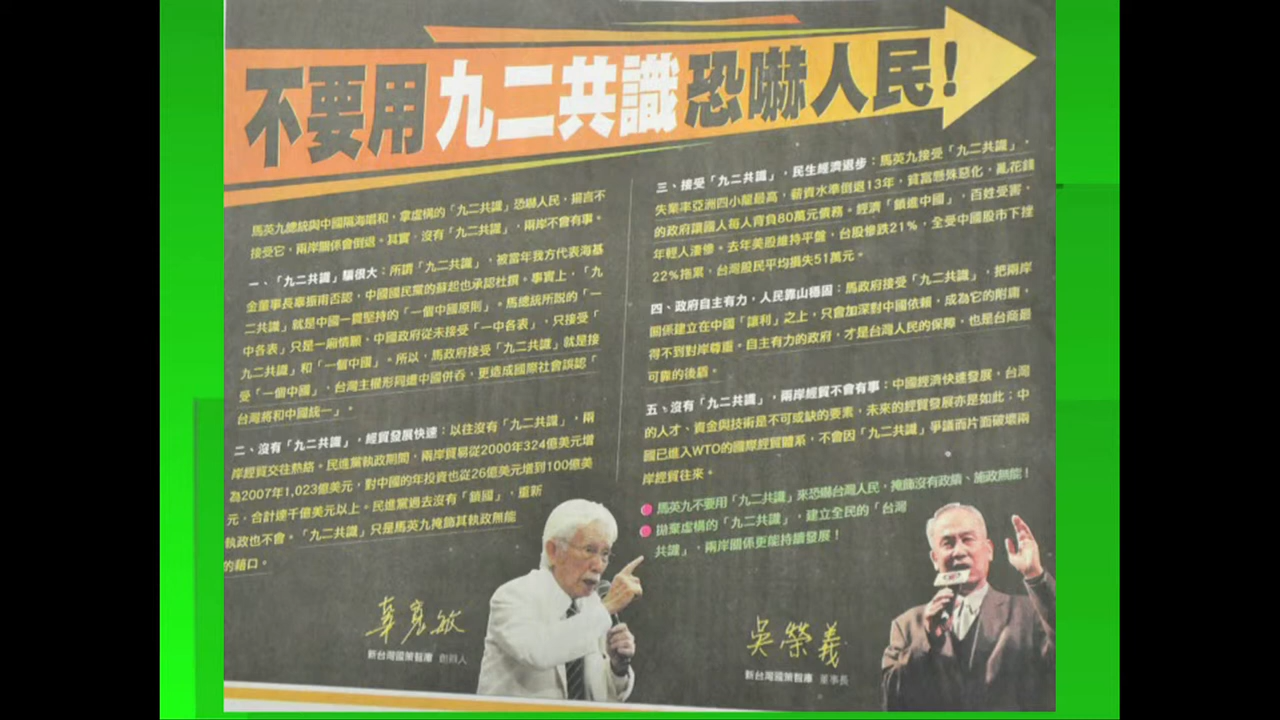 不要用九二共識恐嚇人民!
馬英九總統與中國隔海唱和，拿虛構的「九二共識」恐嚇人民，揚言不
接受它，兩岸關係會倒退。其實，沒有「九二共識」，兩岸不會有事。
一、「九二共識」騙很大：所謂「九二共識」，被當年我方代表海基
金董事長辜振甫否認，中國國民黨的蘇起也承認杜撰。事實上，「九
二共識」就是中國一貫堅持的「一個中國原則」。馬總統所說的「一
中各表」只是一廂情願，中國政府從未接受「一中各表」，只接受「
九二共識」和「一個中國」。所以，馬政府接受「九二共識」就是接
受「一個中國」，台灣主權形同遭中國併吞，更造成國際社會誤認「
台灣將和中國統一」。
二、沒有「九二共識」，經貿發展快速：以往沒有「九二共識」，兩
岸經貿交往熱絡。民進黨執政期間，兩岸貿易從2000年324億美元增
為2007年1,023億美元，對中國的年投資也從26億美元增到100億美
元，合計達千億美元以上。民進黨過去沒有「鎖國」，重新
執政也不會。「九二共識」只是馬英九掩飾其執政無能
的藉口。
辜寬敏
新台灣國策智庫 創辦人
三、接受「九二共識」，民生經濟退步：馬英九接受「九二共識」，
失業率亞洲四小龍最高，薪資水準倒退13年，貧富懸殊惡化，亂花錢
的政府讓國人每人背負80萬元債務。經濟「鎖進中國」，百姓受害，
年輕人淒慘。去年美股維持平盤，台股慘跌21%，全受中國股市下挫
22%拖累，台灣股民平均損失51萬元。
四、政府自主有力，人民靠山穩固：馬政府接受「九二共識」，把兩岸
關係建立在中國「讓利」之上，只會加深對中國依賴，成為它的附庸，
得不到對岸尊重。自主有力的政府，才是台灣人民的保障，也是台商最
可靠的後盾。
五、沒有「九二共識」，兩岸經貿不會有事：中國經濟快速發展，台灣
的人才、資金與技術是不可或缺的要素，未來的經貿發展亦是如此；中
國已進入WTO的國際經貿體系，不會因「九二共識」爭議而片面破壞兩
岸經貿往來。
馬英九不要用「九二共識」來恐嚇台灣人民，掩飾沒有政績、施政無能！
拋棄虛構的「九二共識」，建立全民的「台灣
共識」，兩岸關係更能持續發展！
吳榮義
新台灣國策智庫 董事長